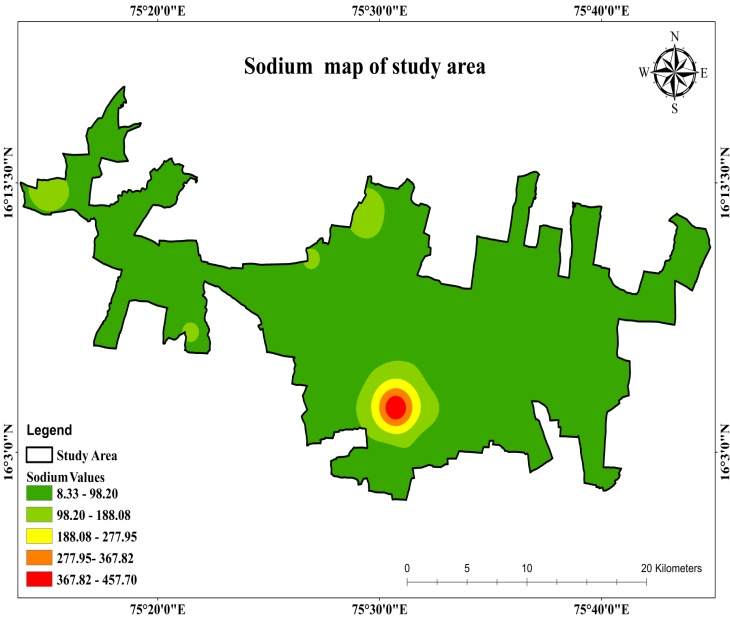 75°20'0"E 75°30'0"E 75°40'0"E
Sodium map of study area
N
W E
S
16°13'30"N 16°13'30"N
16°3'0"N 16°3'0"N
Legend
Study Area
Sodium Values
8.33 - 98.20
98.20 - 188.08
188.08 - 277.95
277.95- 367.82
367.82 - 457.70
0 5 10 20 Kilometers
75°20'0"E 75°30'0"E 75°40'0"E